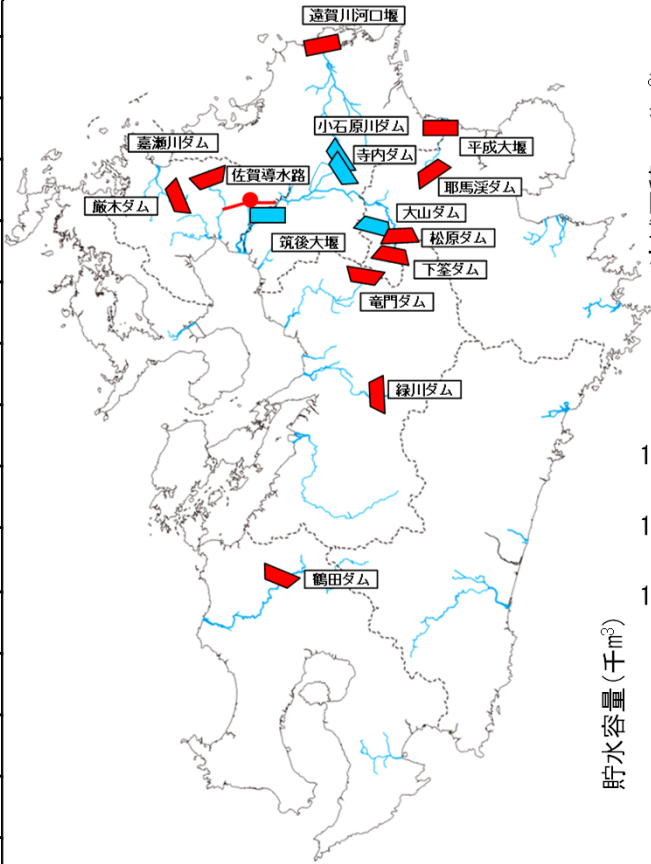 遠賀川河口堰
小石原川ダム
嘉瀬川ダム
平成大堰
寺内ダム
佐賀導水路
耶馬渓ダム
厳木ダム
大山ダム
筑後大堰
松原ダム
下筌ダム
竜門ダム
緑川ダム
1
1
鶴田ダム
1
貯水容量(千m³)